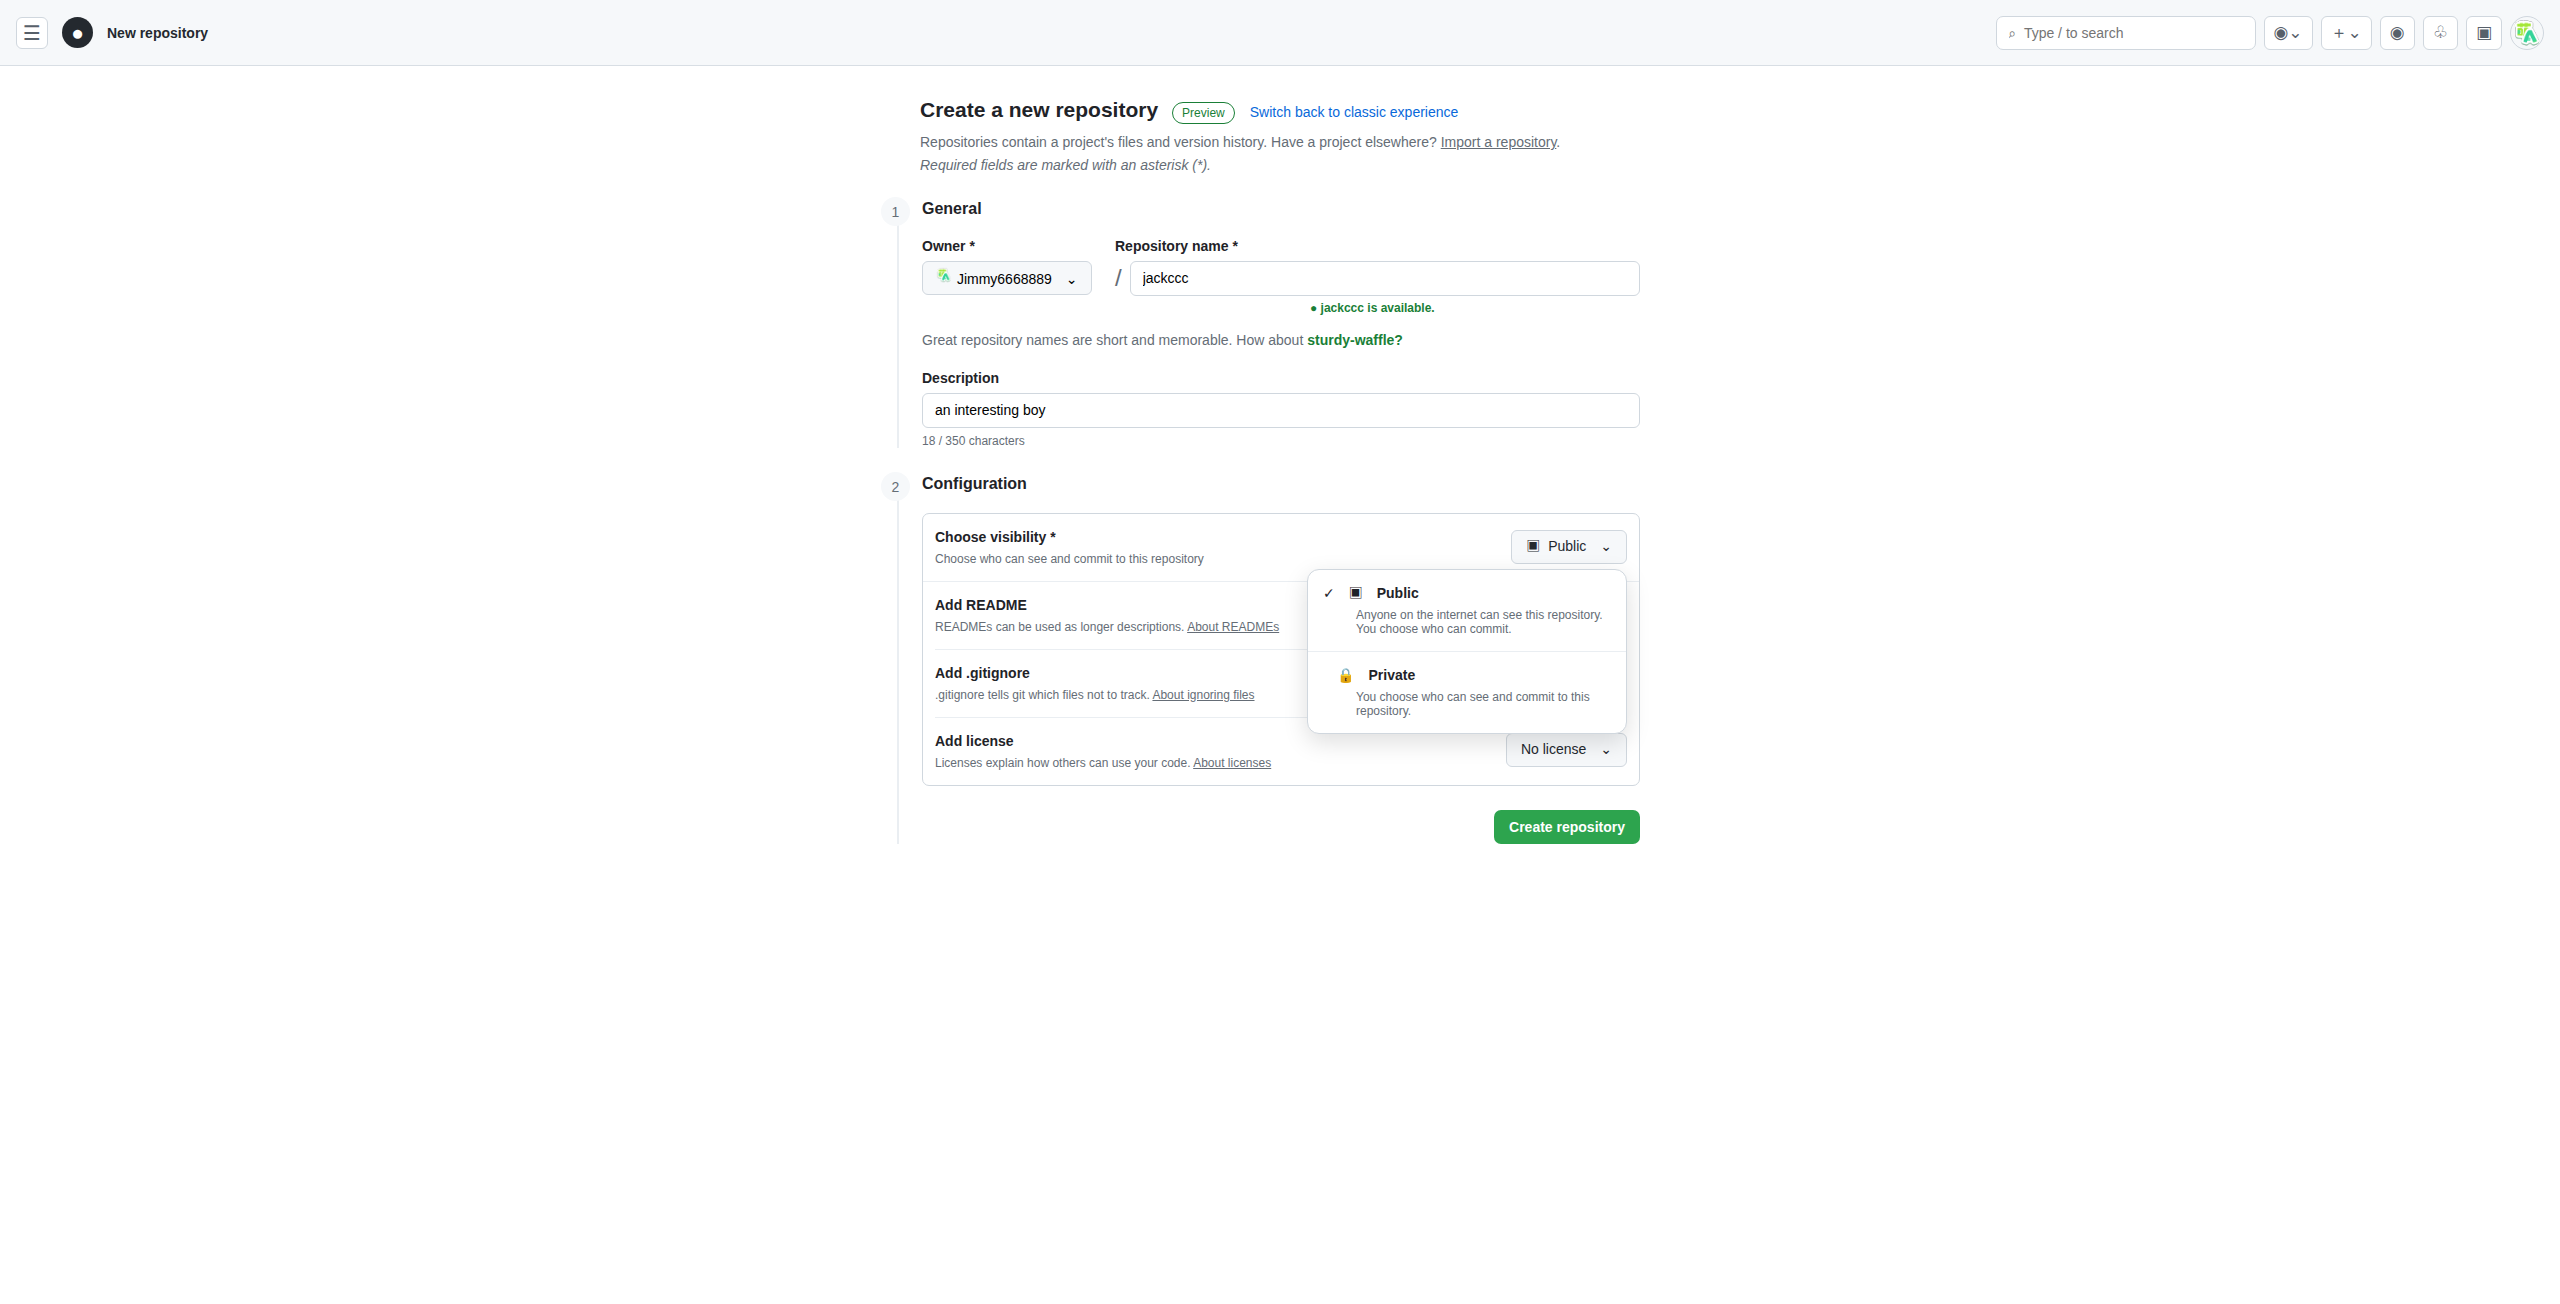 New repository
Type / to search
Create a new repository Preview Switch back to classic experience
Repositories contain a project's files and version history. Have a project elsewhere? Import a repository.
Required fields are marked with an asterisk (*).
1 General
Owner * Repository name *
Jimmy6668889 / jackccc
● jackccc is available.
Great repository names are short and memorable. How about sturdy-waffle?
Description
an interesting boy
18 / 350 characters
2 Configuration
Choose visibility *
Choose who can see and commit to this repository
Public
✓ Public
Anyone on the internet can see this repository.
You choose who can commit.
Private
You choose who can see and commit to this
repository.
Add README
READMEs can be used as longer descriptions. About READMEs
Add .gitignore
.gitignore tells git which files not to track. About ignoring files
Add license
Licenses explain how others can use your code. About licenses
No license
Create repository